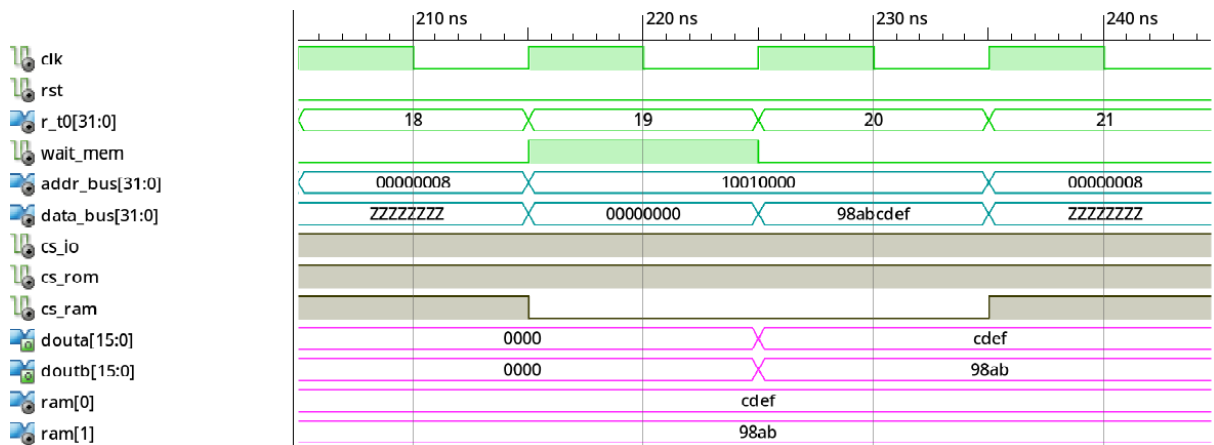 210 ns 220 ns 230 ns 240 ns
clk
rst
r_t0[31:0] 18 19 20 21
wait_mem
addr_bus[31:0] 00000008 10010000 00000008
data_bus[31:0] ZZZZZZZZ 00000000 98abcdef ZZZZZZZZ
cs_io
cs_rom
cs_ram
douta[15:0] 0000 cdef
doutb[15:0] 0000 98ab
ram[0] cdef
ram[1] 98ab